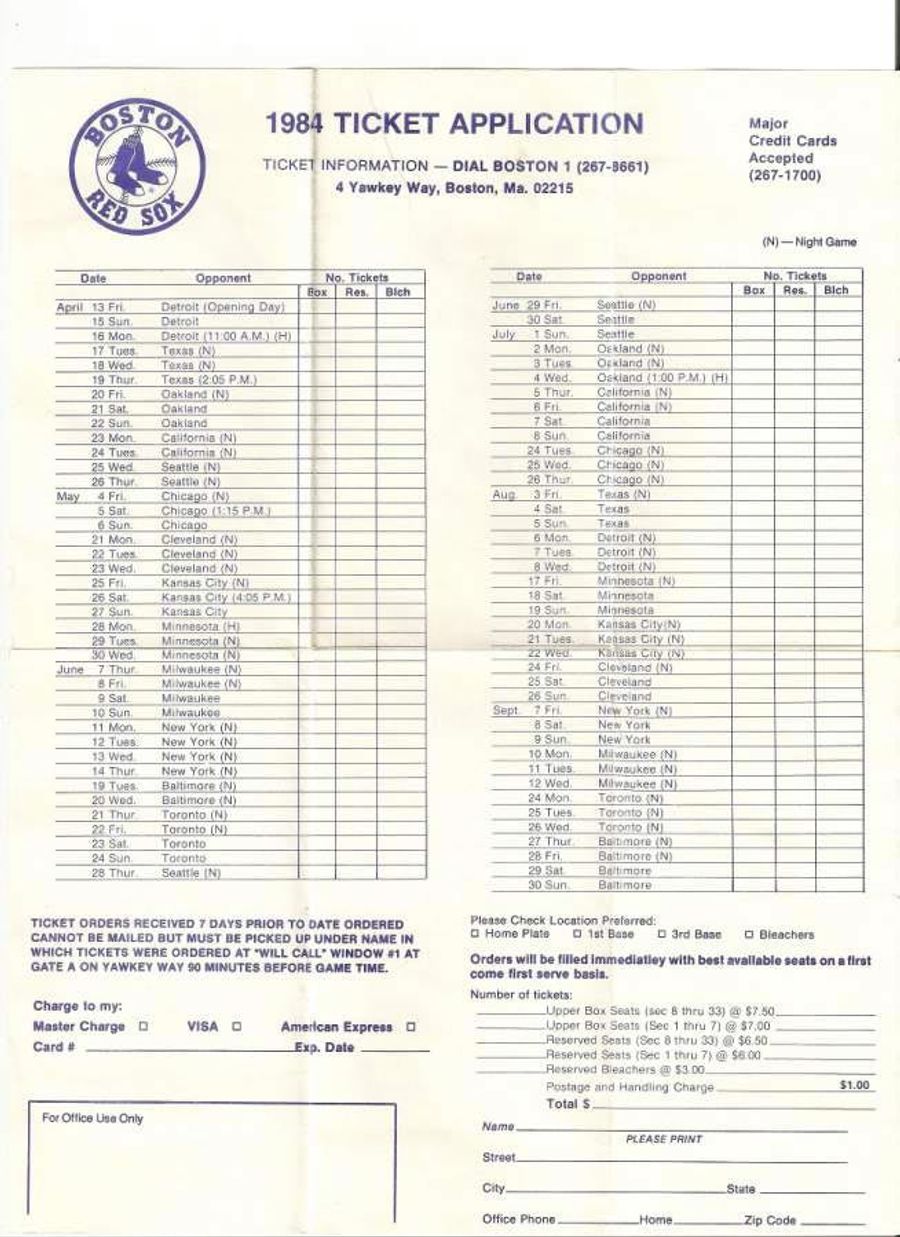 BOSTON
RED SOX
1984 TICKET APPLICATION
TICKET INFORMATION — DIAL BOSTON 1 (267-8661)
4 Yawkey Way, Boston, Ma. 02215
Major
Credit Cards
Accepted
(267-1700)
(N) — Night Game
Date Opponent No. Tickets
Box Res. Blch
April 13 Fri. Detroit (Opening Day)
15 Sun. Detroit
16 Mon. Detroit (11:00 A.M.) (H)
17 Tues. Texas (N)
18 Wed. Texas (N)
19 Thur. Texas (2:05 P.M.)
20 Fri. Oakland (N)
21 Sat. Oakland
22 Sun. Oakland
23 Mon. California (N)
24 Tues. California (N)
25 Wed. Seattle (N)
26 Thur. Seattle (N)
May 4 Fri. Chicago (N)
5 Sat. Chicago (1:15 P.M.)
6 Sun. Chicago
21 Mon. Cleveland (N)
22 Tues. Cleveland (N)
23 Wed. Cleveland (N)
25 Fri. Kansas City (N)
26 Sat. Kansas City (4:05 P.M.)
27 Sun. Kansas City
28 Mon. Minnesota (H)
29 Tues. Minnesota (N)
30 Wed. Minnesota (N)
June 7 Thur. Milwaukee (N)
8 Fri. Milwaukee (N)
9 Sat. Milwaukee
10 Sun. Milwaukee
11 Mon. New York (N)
12 Tues. New York (N)
13 Wed. New York (N)
14 Thur. New York (N)
19 Tues. Baltimore (N)
20 Wed. Baltimore (N)
21 Thur. Toronto (N)
22 Fri. Toronto (N)
23 Sat. Toronto
24 Sun. Toronto
28 Thur. Seattle (N)
Date Opponent No. Tickets
Box Res. Blch
June 29 Fri. Seattle (N)
30 Sat. Seattle
July 1 Sun. Seattle
2 Mon. Oakland (N)
3 Tues. Oakland (N)
4 Wed. Oakland (1:00 P.M.) (H)
5 Thur. California (N)
6 Fri. California (N)
7 Sat. California
8 Sun. California
24 Tues. Chicago (N)
25 Wed. Chicago (N)
26 Thur. Chicago (N)
Aug. 3 Fri. Texas (N)
4 Sat. Texas
5 Sun. Texas
6 Mon. Detroit (N)
7 Tues. Detroit (N)
8 Wed. Detroit (N)
17 Fri. Minnesota (N)
18 Sat. Minnesota
19 Sun. Minnesota
20 Mon. Kansas City(N)
21 Tues. Kansas City (N)
22 Wed. Kansas City (N)
24 Fri. Cleveland (N)
25 Sat. Cleveland
26 Sun. Cleveland
Sept. 7 Fri. New York (N)
8 Sat. New York
9 Sun. New York
10 Mon. Milwaukee (N)
11 Tues. Milwaukee (N)
12 Wed. Milwaukee (N)
24 Mon. Toronto (N)
25 Tues. Toronto (N)
26 Wed. Toronto (N)
27 Thur. Baltimore (N)
28 Fri. Baltimore (N)
29 Sat. Baltimore
30 Sun. Baltimore
TICKET ORDERS RECEIVED 7 DAYS PRIOR TO DATE ORDERED
CANNOT BE MAILED BUT MUST BE PICKED UP UNDER NAME IN
WHICH TICKETS WERE ORDERED AT "WILL CALL" WINDOW #1 AT
GATE A ON YAWKEY WAY 90 MINUTES BEFORE GAME TIME.
Charge to my:
Master Charge □ VISA □ American Express □
Card # Exp. Date
For Office Use Only
Please Check Location Preferred:
□ Home Plate □ 1st Base □ 3rd Base □ Bleachers
Orders will be filled immediatley with best available seats on a first
come first serve basis.
Number of tickets:
Upper Box Seats (sec 8 thru 33) @ $7.50
Upper Box Seats (Sec 1 thru 7) @ $7.00
Reserved Seats (Sec 8 thru 33) @ $6.50
Reserved Seats (Sec 1 thru 7) @ $6.00
Reserved Bleachers @ $3.00
Postage and Handling Charge $1.00
Total $
Name
PLEASE PRINT
Street
City State
Office Phone Home Zip Code